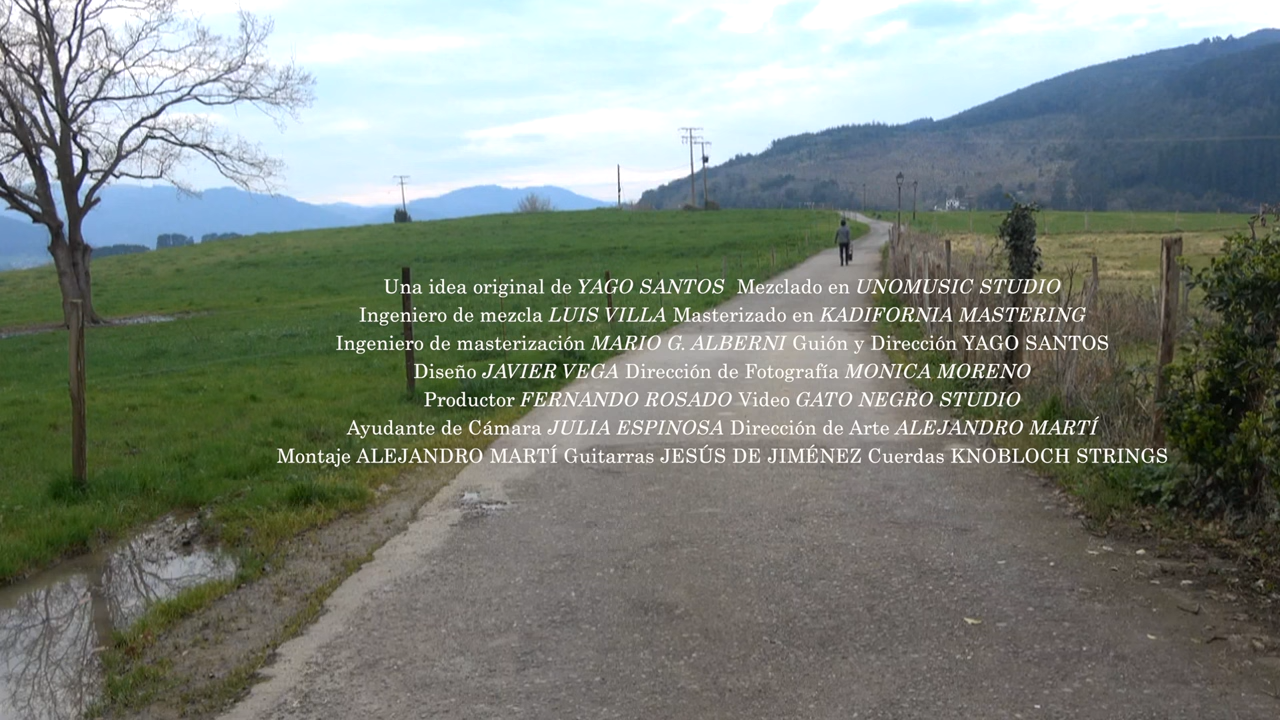 Una idea original de YAGO SANTOS  Mezclado en UNOMUSIC STUDIO
Ingeniero de mezcla LUIS VILLA Masterizado en KADIFORNIA MASTERING
Ingeniero de masterización MARIO G. ALBERNI Guión y Dirección YAGO SANTOS
Diseño JAVIER VEGA Dirección de Fotografía MONICA MORENO
Productor FERNANDO ROSADO Video GATO NEGRO STUDIO
Ayudante de Cámara JULIA ESPINOSA Dirección de Arte ALEJANDRO MARTÍ
Montaje ALEJANDRO MARTÍ Guitarras JESÚS DE JIMÉNEZ Cuerdas KNOBLOCH STRINGS